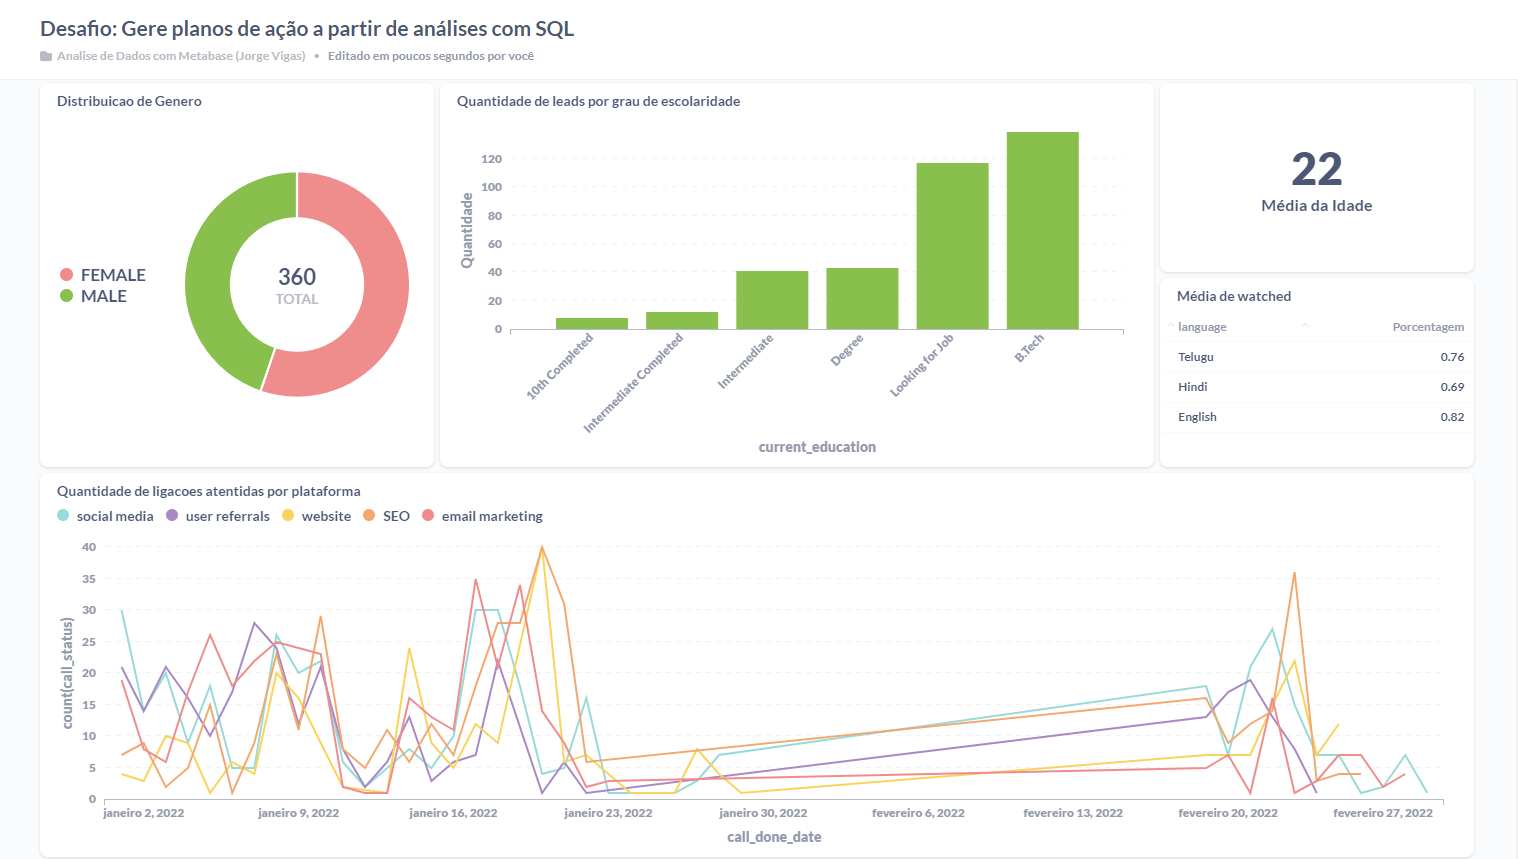 Desafio: Gere planos de ação a partir de análises com SQL
Analise de Dados com Metabase (Jorge Vigas) • Editado em poucos segundos por você
Distribuicao de Genero
FEMALE
MALE
360
TOTAL
Quantidade de leads por grau de escolaridade
Quantidade
120
100
80
60
40
20
0
10th Completed
Intermediate Completed
Intermediate
Degree
Looking for Job
B.Tech
current_education
22
Média da Idade
Média de watched
language Porcentagem
Telugu 0.76
Hindi 0.69
English 0.82
Quantidade de ligacoes atentidas por plataforma
social media user referrals website SEO email marketing
count(call_status)
40
35
30
25
20
15
10
5
0
janeiro 2, 2022 janeiro 9, 2022 janeiro 16, 2022 janeiro 23, 2022 janeiro 30, 2022 fevereiro 6, 2022 fevereiro 13, 2022 fevereiro 20, 2022 fevereiro 27, 2022
call_done_date